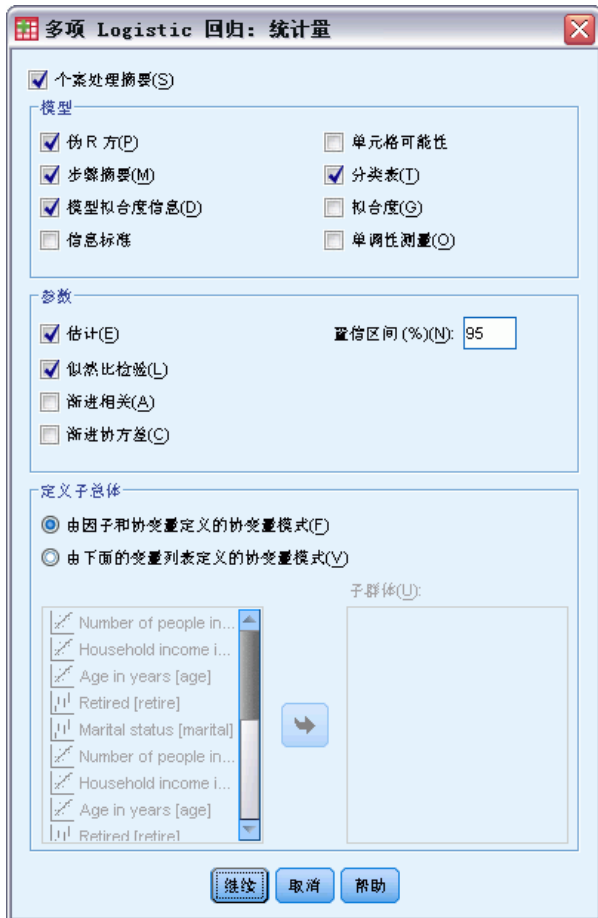 多项 Logistic 回归: 统计量
个案处理摘要(S)
模型
伪 R 方(P)
单元格可能性
步骤摘要(M)
分类表(T)
模型拟合度信息(D)
拟合度(G)
信息标准
单调性测量(O)
参数
估计(E)
置信区间(%)(N): 95
似然比检验(L)
渐进相关(A)
渐进协方差(C)
定义子总体
由因子和协变量定义的协变量模式(F)
由下面的变量列表定义的协变量模式(V)
子群体(U):
Number of people in...
Household income i...
Age in years [age]
Retired [retire]
Marital status [marital]
Number of people in...
Household income i...
Age in years [age]
Retired [retire]
继续 取消 帮助